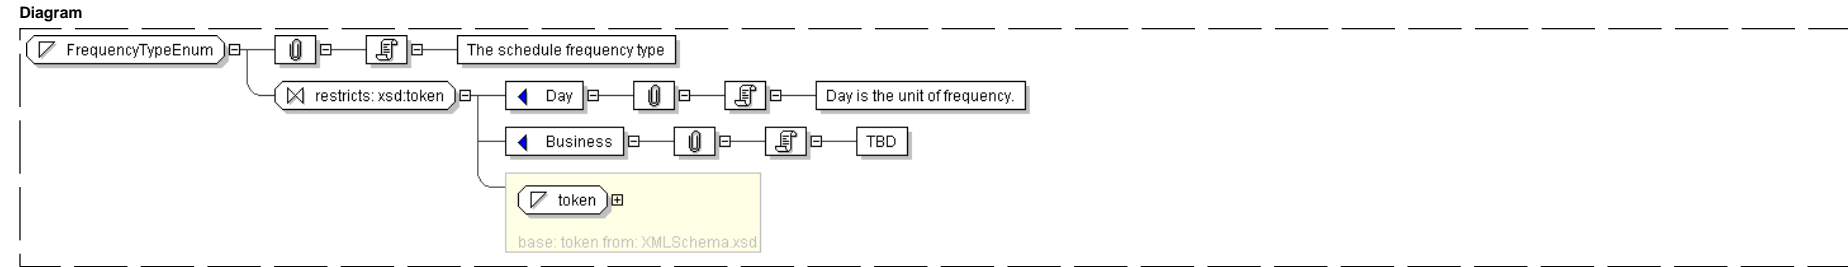 Diagram
FrequencyTypeEnum The schedule frequency type
restricts: xsd:token Day Day is the unit of frequency.
Business TBD
token
base: token from: XMLSchema.xsd